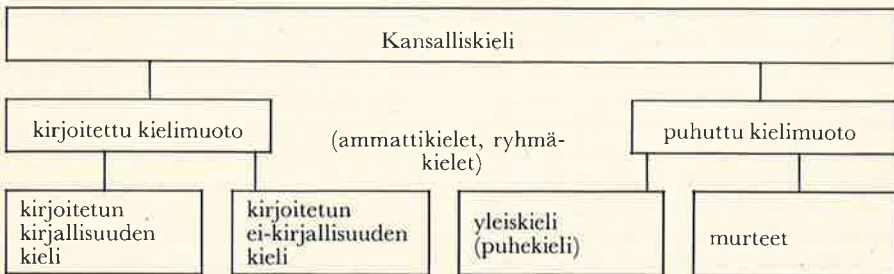 Kansalliskieli
kirjoitettu kielimuoto
(ammattikielet, ryhmä-
kielet)
puhuttu kielimuoto
kirjoitetun
kirjallisuuden
kieli
kirjoitetun
ei-kirjallisuuden
kieli
yleiskieli
(puhekieli)
murteet